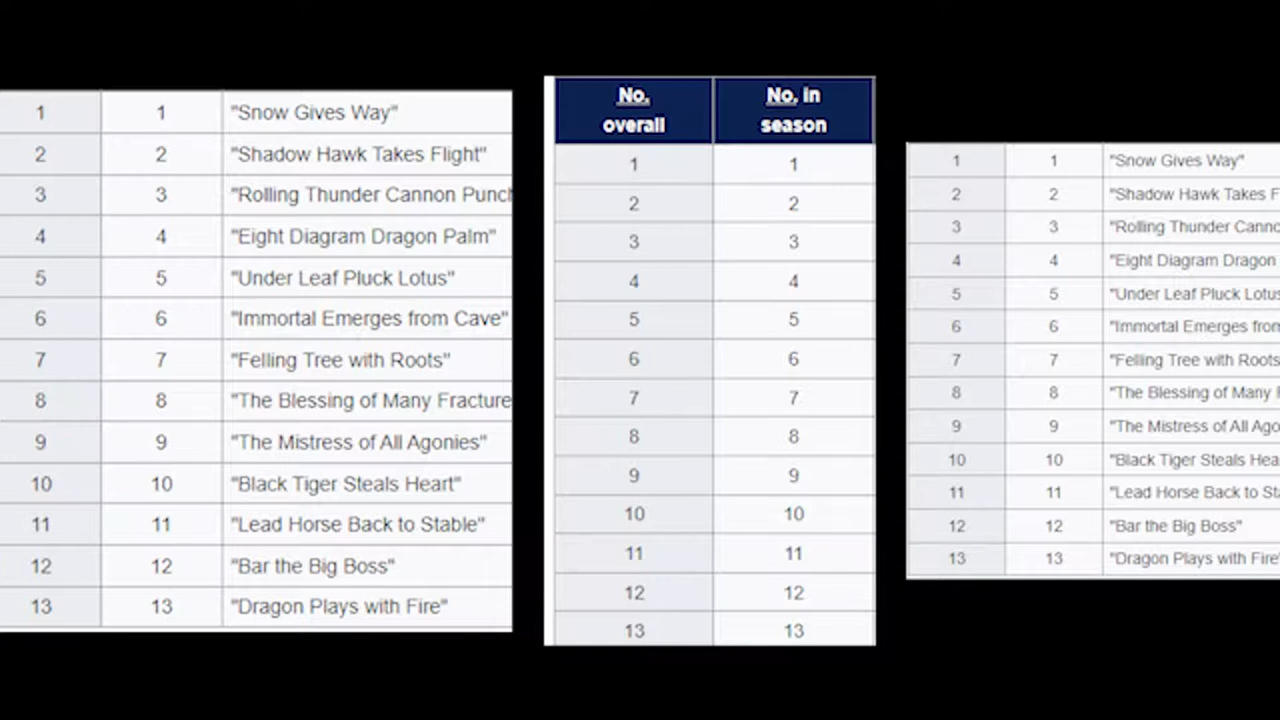 1 1 "Snow Gives Way"
2 2 "Shadow Hawk Takes Flight"
3 3 "Rolling Thunder Cannon Punch
4 4 "Eight Diagram Dragon Palm"
5 5 "Under Leaf Pluck Lotus"
6 6 "Immortal Emerges from Cave"
7 7 "Felling Tree with Roots"
8 8 "The Blessing of Many Fracture
9 9 "The Mistress of All Agonies"
10 10 "Black Tiger Steals Heart"
11 11 "Lead Horse Back to Stable"
12 12 "Bar the Big Boss"
13 13 "Dragon Plays with Fire"
No. overall No. in season
1 1
2 2
3 3
4 4
5 5
6 6
7 7
8 8
9 9
10 10
11 11
12 12
13 13
1 1 "Snow Gives Way"
2 2 "Shadow Hawk Takes F
3 3 "Rolling Thunder Canno
4 4 "Eight Diagram Dragon
5 5 "Under Leaf Pluck Lotus
6 6 "Immortal Emerges from
7 7 "Felling Tree with Roots
8 8 "The Blessing of Many
9 9 "The Mistress of All Ago
10 10 "Black Tiger Steals Hea
11 11 "Lead Horse Back to St
12 12 "Bar the Big Boss"
13 13 "Dragon Plays with Fire"